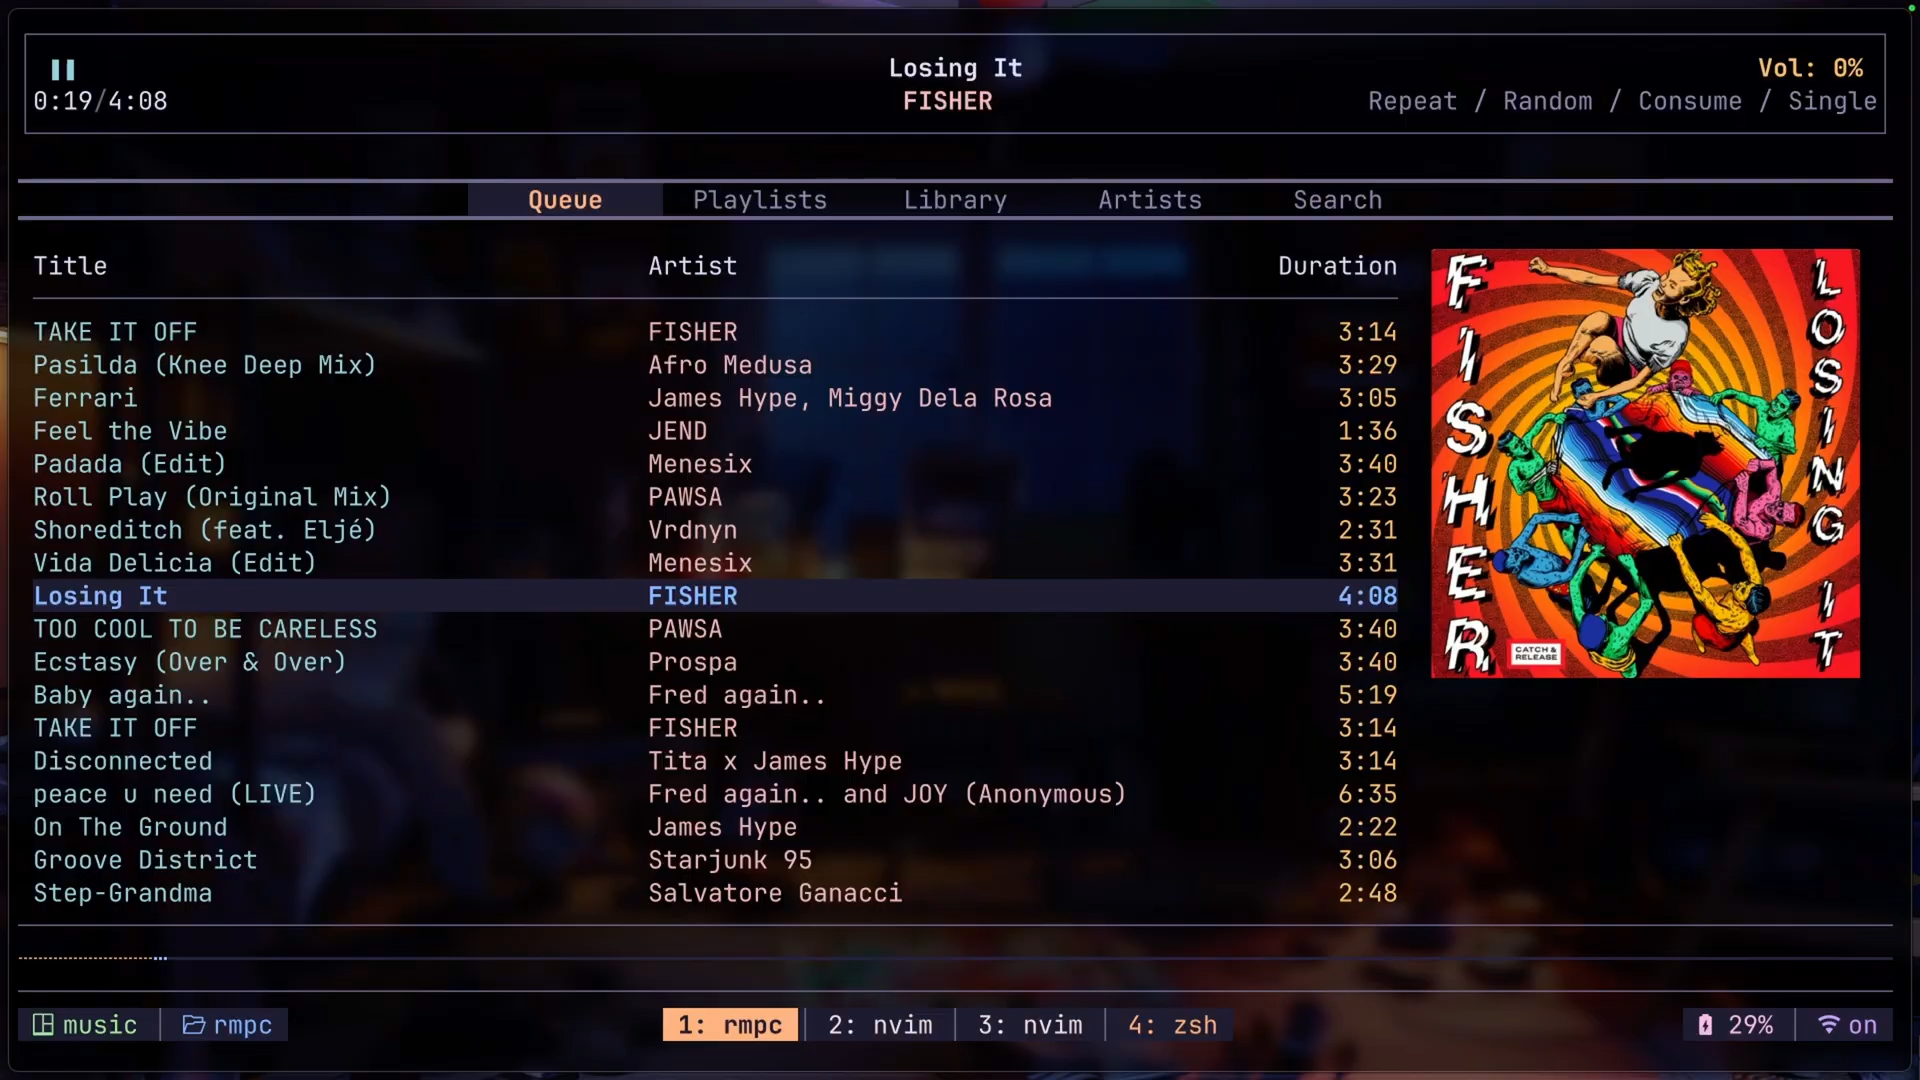 Losing It
Vol: 0%
0:19/4:08
FISHER
Repeat / Random / Consume / Single
Queue Playlists Library Artists Search
Title Artist Duration
TAKE IT OFF FISHER 3:14
Pasilda (Knee Deep Mix) Afro Medusa 3:29
Ferrari James Hype, Miggy Dela Rosa 3:05
Feel the Vibe JEND 1:36
Padada (Edit) Menesix 3:40
Roll Play (Original Mix) PAWSA 3:23
Shoreditch (feat. Eljé) Vrdnyn 2:31
Vida Delicia (Edit) Menesix 3:31
Losing It FISHER 4:08
TOO COOL TO BE CARELESS PAWSA 3:40
Ecstasy (Over & Over) Prospa 3:40
Baby again.. Fred again.. 5:19
TAKE IT OFF FISHER 3:14
Disconnected Tita x James Hype 3:14
peace u need (LIVE) Fred again.. and JOY (Anonymous) 6:35
On The Ground James Hype 2:22
Groove District Starjunk 95 3:06
Step-Grandma Salvatore Ganacci 2:48
FISHER
LOSING IT
CATCH &
RELEASE
music rmpc
1: rmpc 2: nvim 3: nvim 4: zsh
29% on